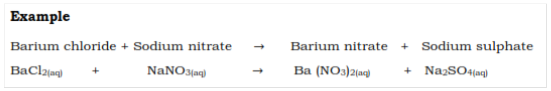 Example
Barium chloride + Sodium nitrate → Barium nitrate + Sodium sulphate
BaCl₂(aq) + NaNO₃(aq) → Ba (NO₃)₂(aq) + Na₂SO₄(aq)